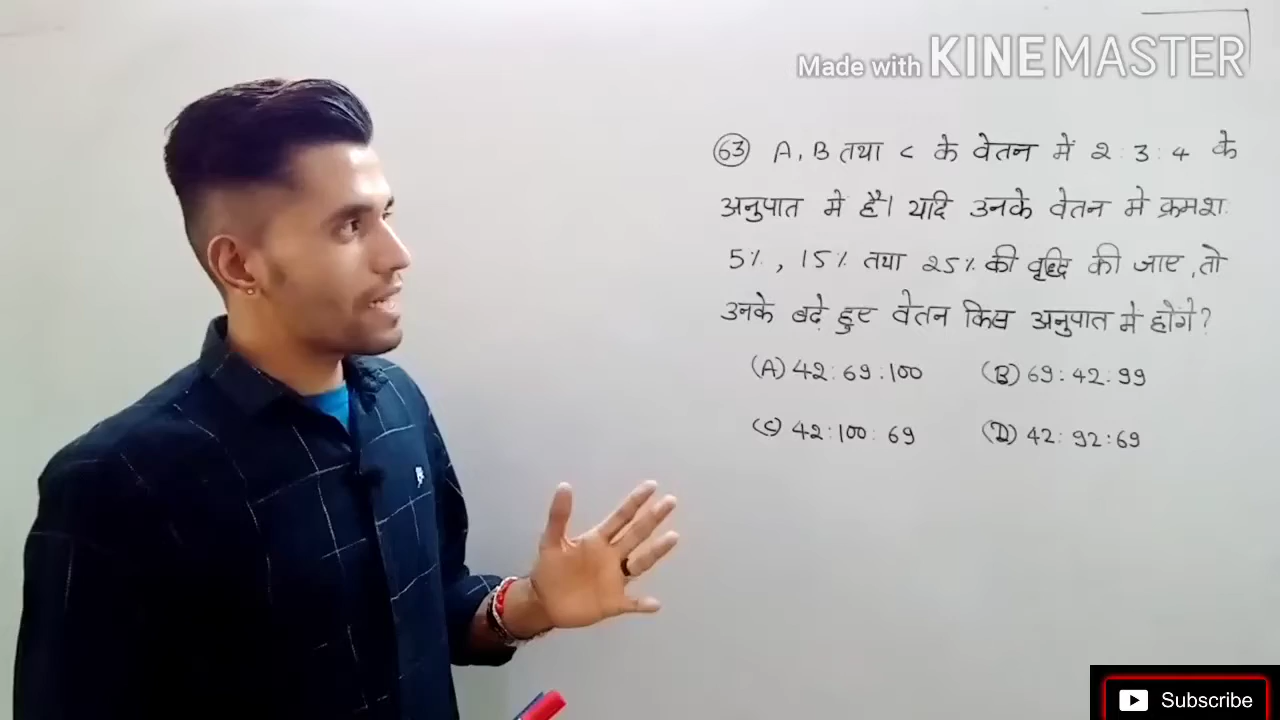 Made with KINEMASTER
63 A, B तथा C के वेतन में 2 : 3 : 4 के
अनुपात मे है। यदि उनके वेतन मे क्रमश:
5%, 15% तथा 25% की वृद्धि की जाए, तो
उनके बढ़े हुए वेतन किस अनुपात मे होंगे?
(A) 42 : 69 : 100 (B) 69 : 42 : 99
(C) 42 : 100 : 69 (D) 42 : 92 : 69
Subscribe